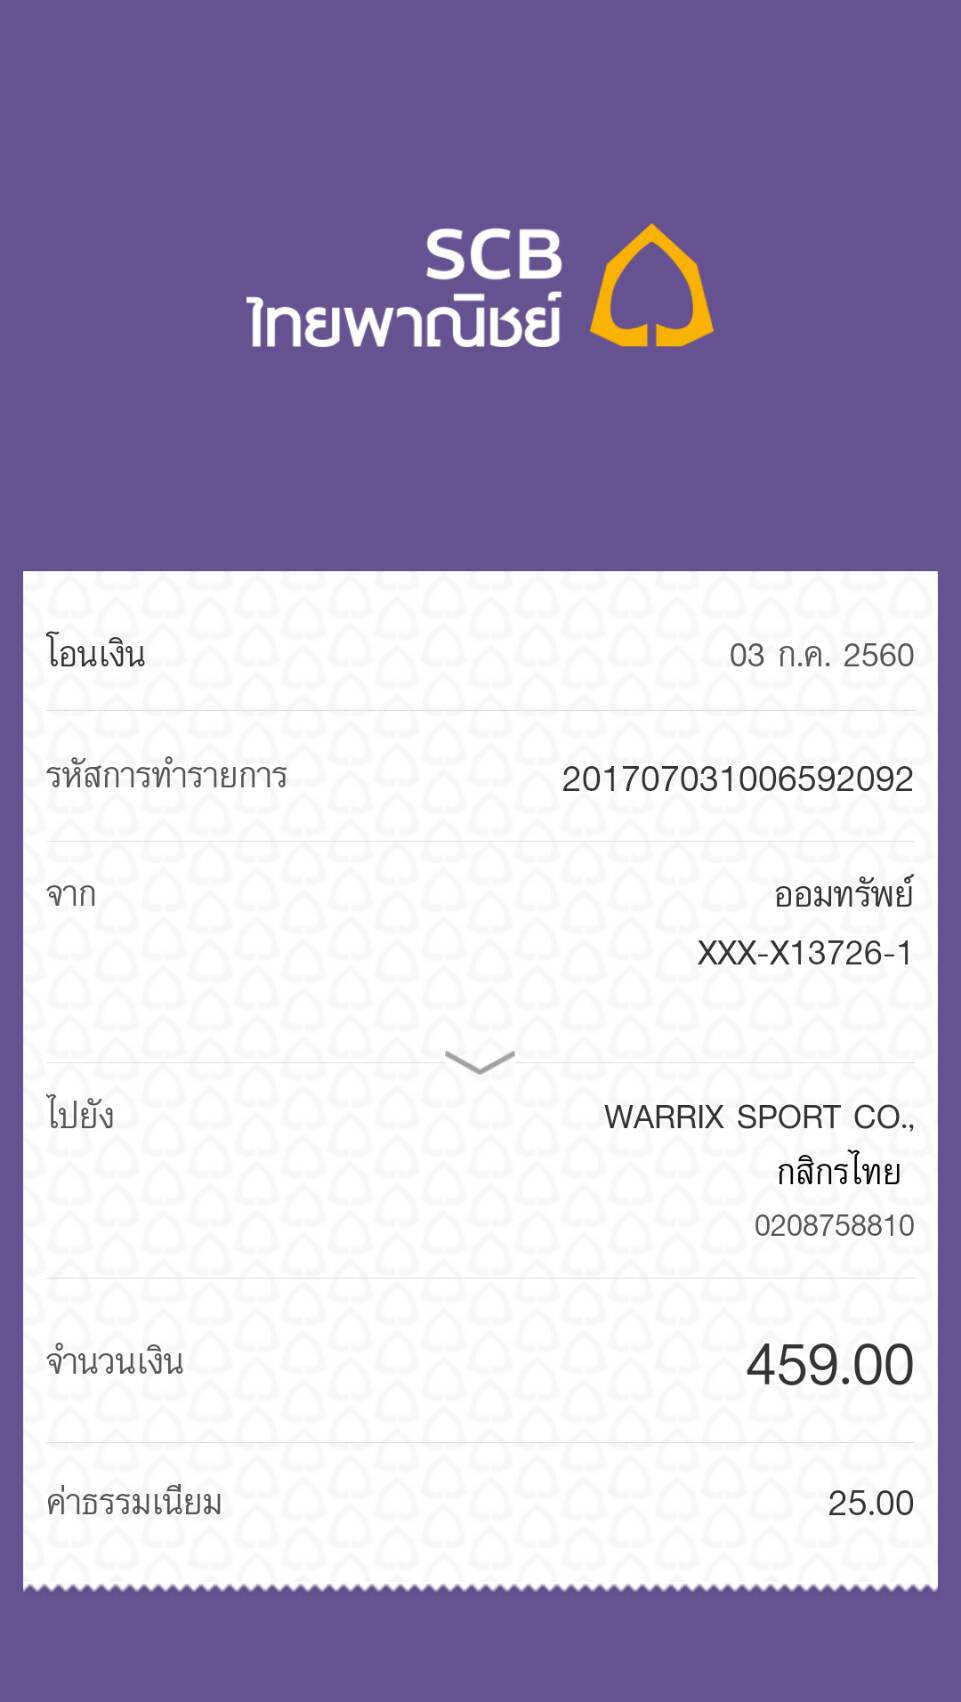 SCB
ไทยพาณิชย์
โอนเงิน 03 ก.ค. 2560
รหัสการทำรายการ 201707031006592092
จาก ออมทรัพย์
XXX-X13726-1
ไปยัง WARRIX SPORT CO.,
กสิกรไทย
0208758810
จำนวนเงิน 459.00
ค่าธรรมเนียม 25.00